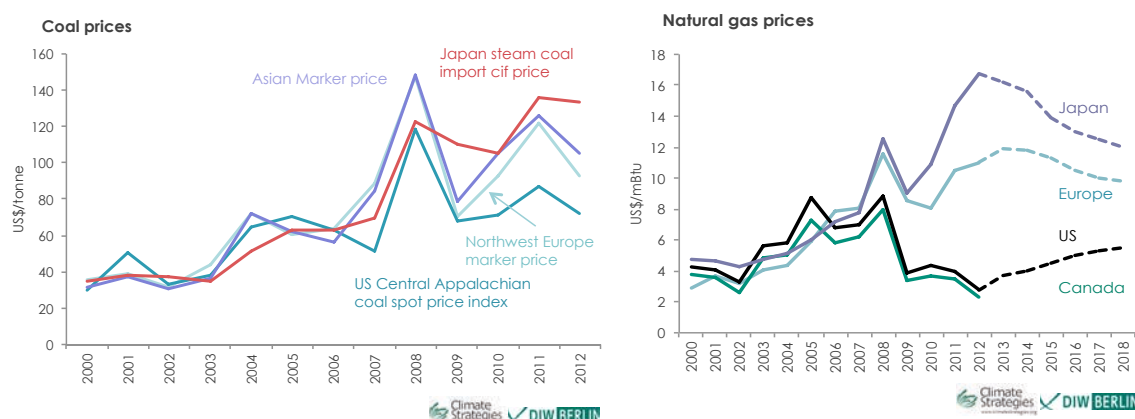 Coal prices
160
140
120
100
80
60
40
20
0
US$/tonne
Asian Marker price
Japan steam coal
import cif price
Northwest Europe
marker price
US Central Appalachian
coal spot price index
2000
2001
2002
2003
2004
2005
2006
2007
2008
2009
2010
2011
2012
Climate
Strategies
DIW BERLIN
Natural gas prices
18
16
14
12
10
8
6
4
2
0
US$/mBtu
Japan
Europe
US
Canada
2000
2001
2002
2003
2004
2005
2006
2007
2008
2009
2010
2011
2012
2013
2014
2015
2016
2017
2018
Climate
Strategies
www.climatestrategies.org
DIW BERLIN